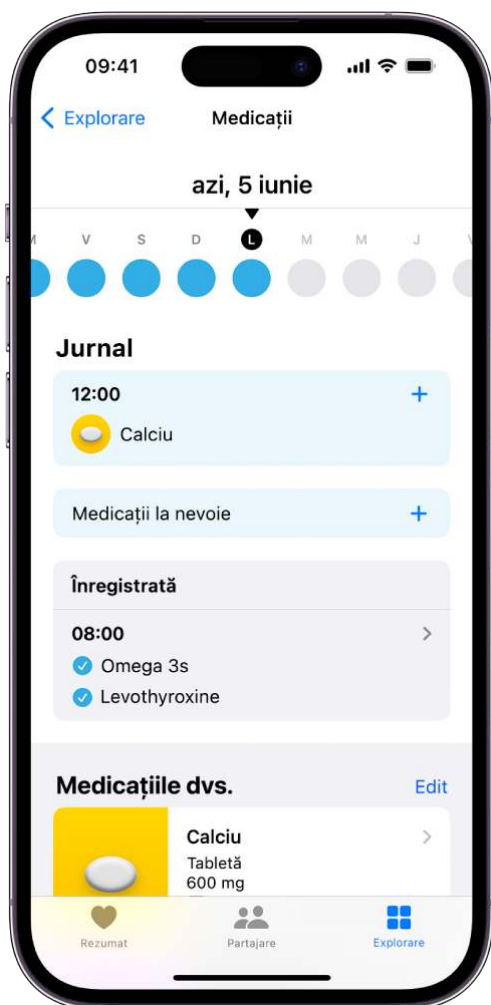 09:41
Explorare Medicații
azi, 5 iunie
V S D L M M J
Jurnal
12:00
Calciu
Medicații la nevoie
Înregistrată
08:00
Omega 3s
Levothyroxine
Medicațiile dvs. Edit
Calciu
Tabletă
600 mg
Rezumat Partajare Explorare